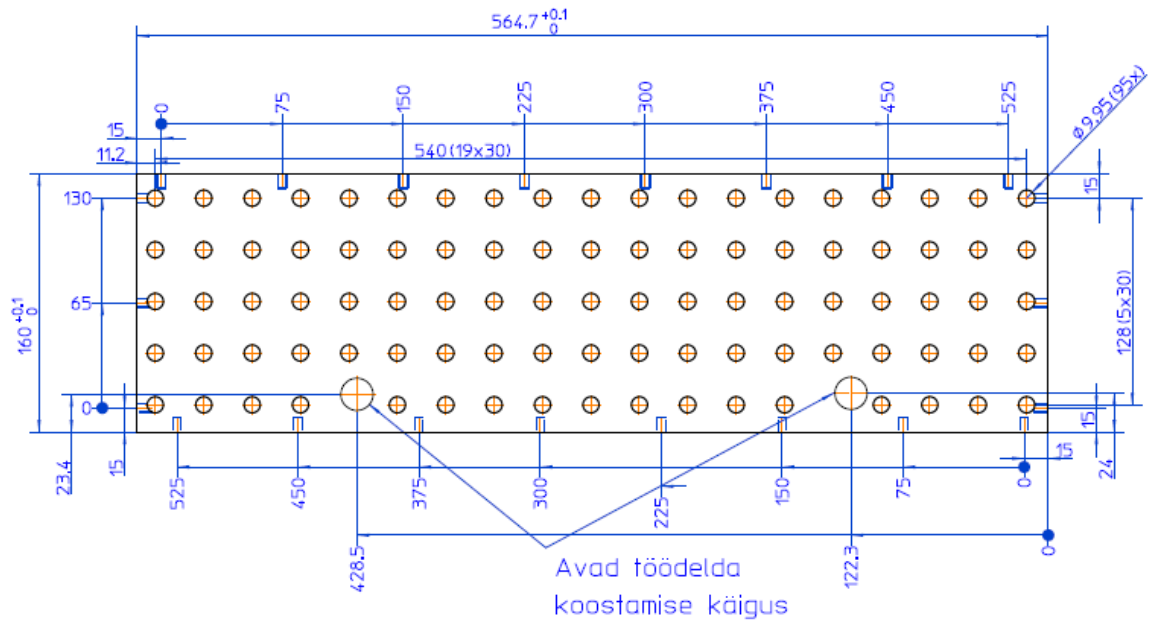 564.7 +0.1 0
0 75 150 225 300 375 450 525
15
540(19x30)
11.2
⌀9,95(95x)
15
130
65
0
160 +0.1 0
128(5x30)
23.4
15
15
24
15
525 450 375 300 225 150 75 0
428.5
122.3
0
Avad töödelda
koostamise käigus